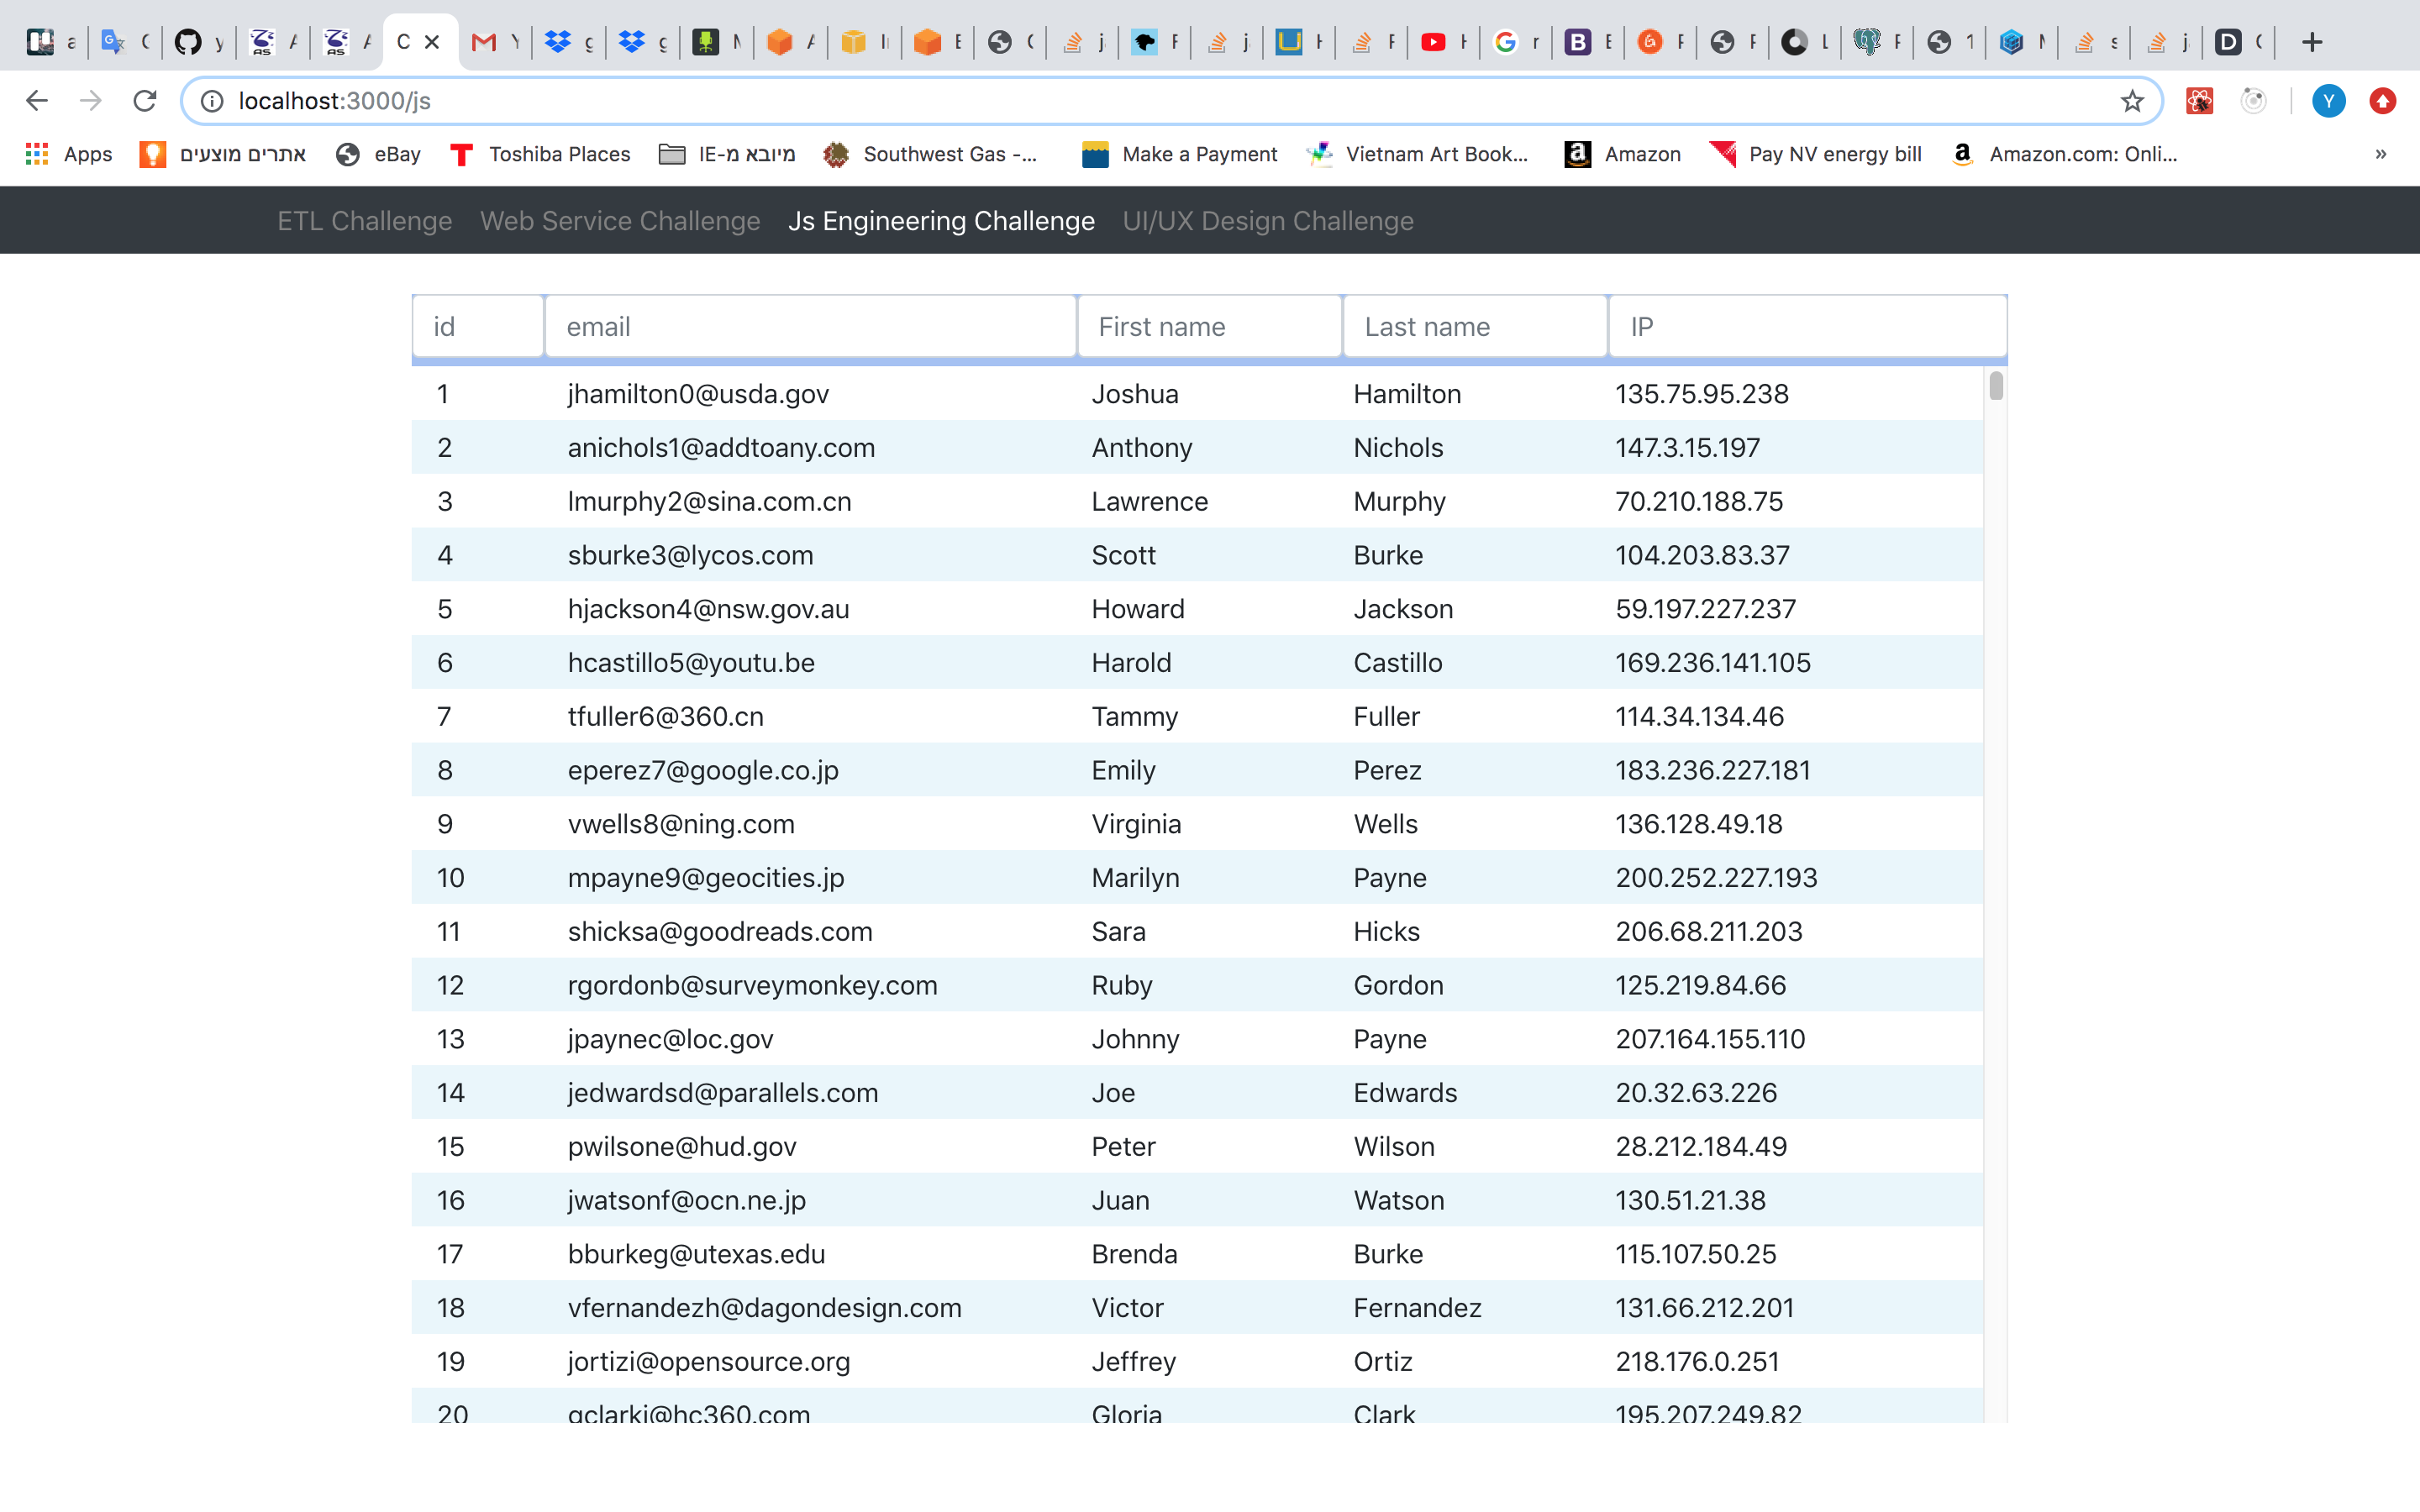 localhost:3000/js
Apps אתרים מוצעים eBay Toshiba Places מיובא מ-IE Southwest Gas -... Make a Payment Vietnam Art Book... Amazon Pay NV energy bill Amazon.com: Onli... »
ETL Challenge Web Service Challenge Js Engineering Challenge UI/UX Design Challenge
id email First name Last name IP
1 jhamilton0@usda.gov Joshua Hamilton 135.75.95.238
2 anichols1@addtoany.com Anthony Nichols 147.3.15.197
3 lmurphy2@sina.com.cn Lawrence Murphy 70.210.188.75
4 sburke3@lycos.com Scott Burke 104.203.83.37
5 hjackson4@nsw.gov.au Howard Jackson 59.197.227.237
6 hcastillo5@youtu.be Harold Castillo 169.236.141.105
7 tfuller6@360.cn Tammy Fuller 114.34.134.46
8 eperez7@google.co.jp Emily Perez 183.236.227.181
9 vwells8@ning.com Virginia Wells 136.128.49.18
10 mpayne9@geocities.jp Marilyn Payne 200.252.227.193
11 shicksa@goodreads.com Sara Hicks 206.68.211.203
12 rgordonb@surveymonkey.com Ruby Gordon 125.219.84.66
13 jpaynec@loc.gov Johnny Payne 207.164.155.110
14 jedwardsd@parallels.com Joe Edwards 20.32.63.226
15 pwilsone@hud.gov Peter Wilson 28.212.184.49
16 jwatsonf@ocn.ne.jp Juan Watson 130.51.21.38
17 bburkeg@utexas.edu Brenda Burke 115.107.50.25
18 vfernandezh@dagondesign.com Victor Fernandez 131.66.212.201
19 jortizi@opensource.org Jeffrey Ortiz 218.176.0.251
20 gclarkj@hc360.com Gloria Clark 195.207.249.82